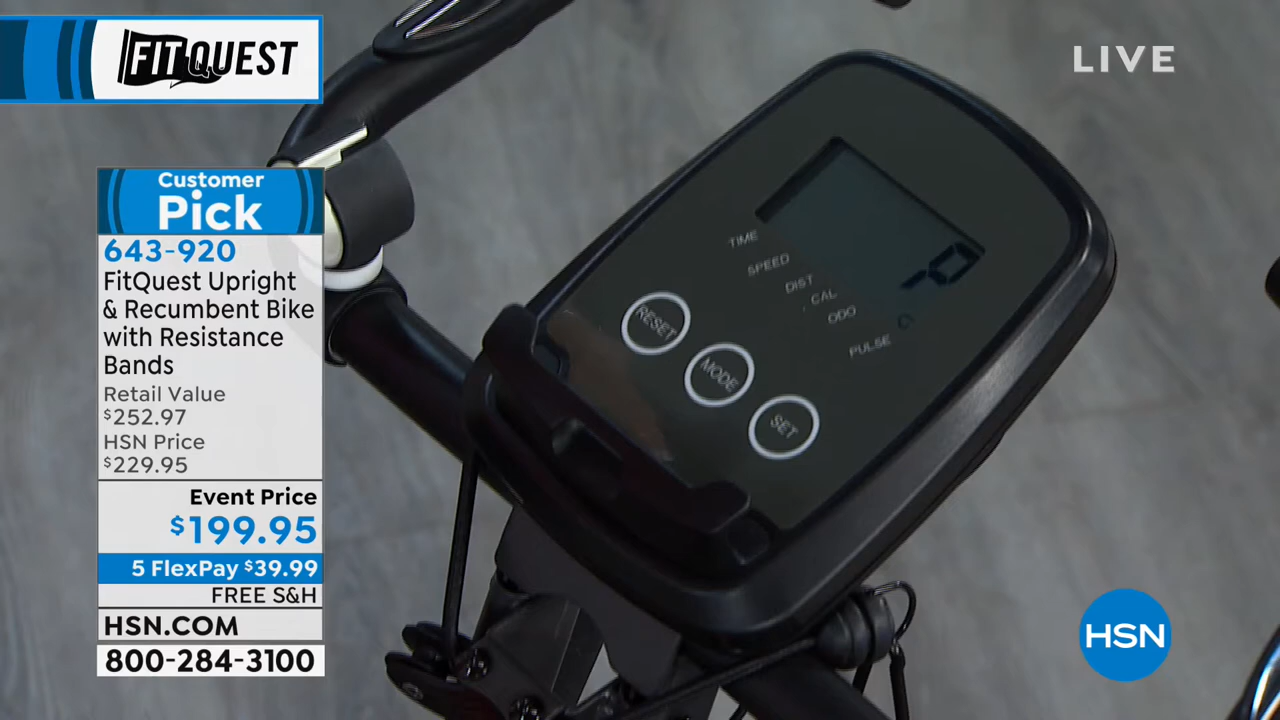 FITQUEST
LIVE
Customer
Pick
643-920
FitQuest Upright
& Recumbent Bike
with Resistance
Bands
Retail Value
$252.97
HSN Price
$229.95
Event Price
$199.95
5 FlexPay $39.99
FREE S&H
HSN.COM
800-284-3100
TIME
SPEED
DIST
CAL
ODO
PULSE
RESET
MODE
SET
HSN